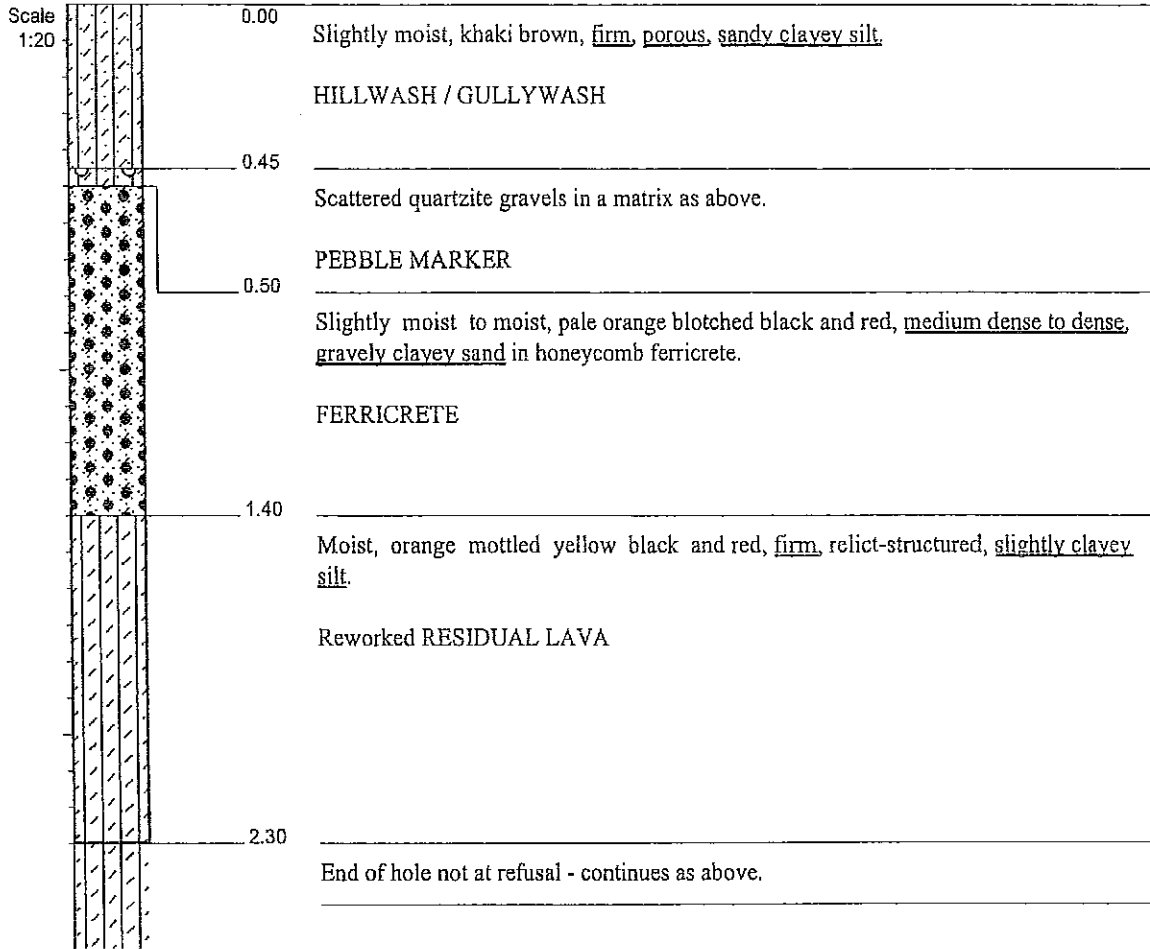 Scale
1:20
0.00
Slightly moist, khaki brown, firm, porous, sandy clayey silt.
HILLWASH / GULLYWASH
0.45
Scattered quartzite gravels in a matrix as above.
PEBBLE MARKER
0.50
Slightly moist to moist, pale orange blotched black and red, medium dense to dense,
gravely clayey sand in honeycomb ferricrete.
FERRICRETE
1.40
Moist, orange mottled yellow black and red, firm, relict-structured, slightly clayey
silt.
Reworked RESIDUAL LAVA
2.30
End of hole not at refusal - continues as above.